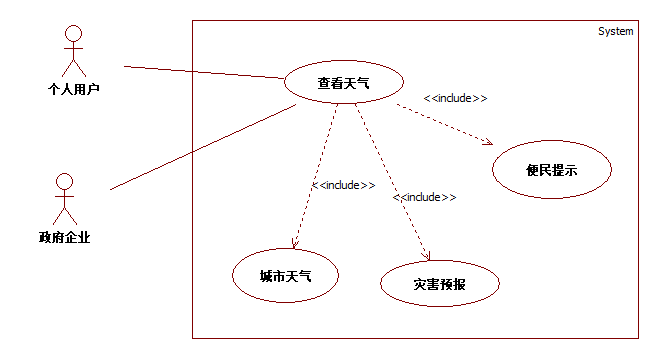 System
个人用户
查看天气
<<include>>
便民提示
政府企业
<<include>>
<<include>>
城市天气
灾害预报